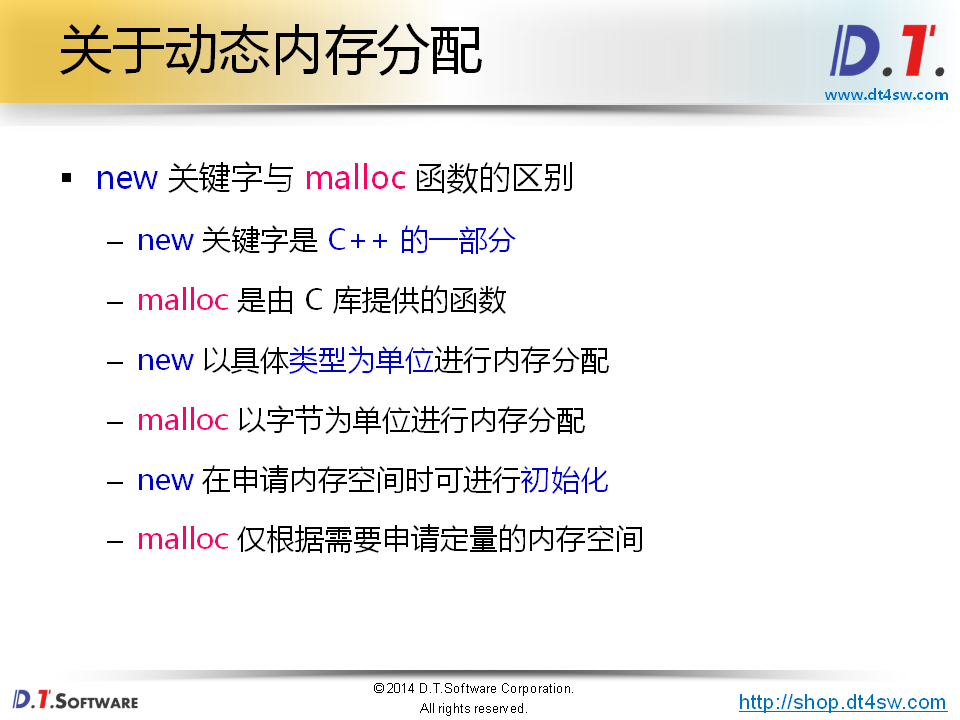 关于动态内存分配
D.T.
www.dt4sw.com
▪ new 关键字与 malloc 函数的区别
– new 关键字是 C++ 的一部分
– malloc 是由 C 库提供的函数
– new 以具体类型为单位进行内存分配
– malloc 以字节为单位进行内存分配
– new 在申请内存空间时可进行初始化
– malloc 仅根据需要申请定量的内存空间
D.T.SOFTWARE
©2014 D.T.Software Corporation.
All rights reserved.
http://shop.dt4sw.com